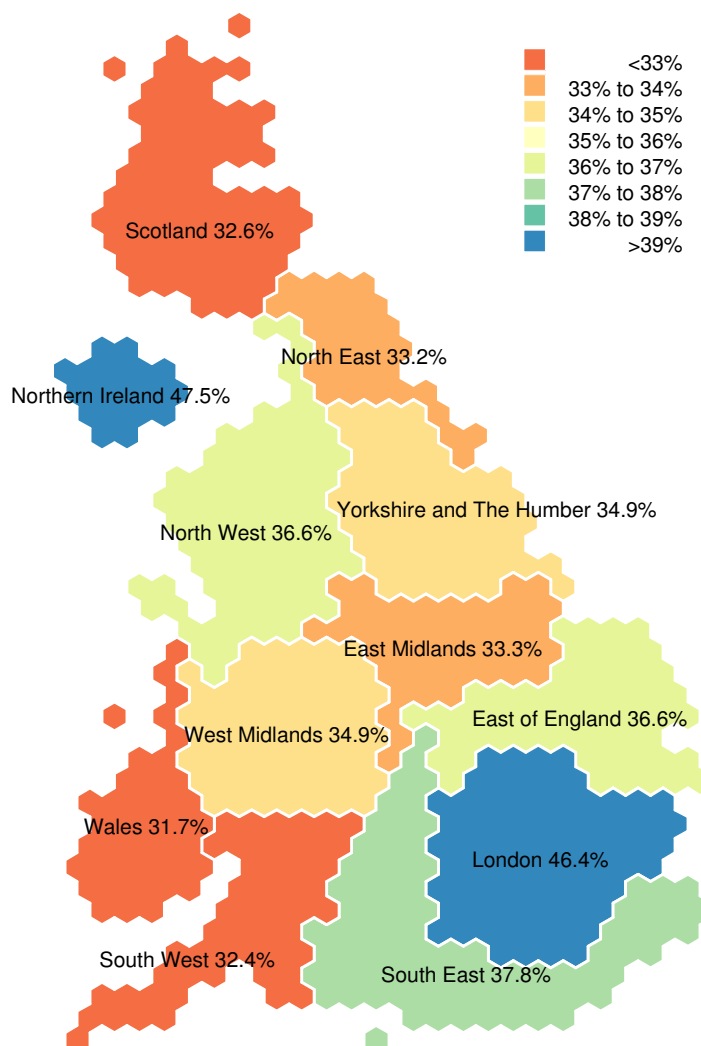 <33%
33% to 34%
34% to 35%
35% to 36%
36% to 37%
37% to 38%
38% to 39%
>39%
Scotland 32.6%
North East 33.2%
Northern Ireland 47.5%
Yorkshire and The Humber 34.9%
North West 36.6%
East Midlands 33.3%
East of England 36.6%
West Midlands 34.9%
Wales 31.7%
London 46.4%
South West 32.4%
South East 37.8%